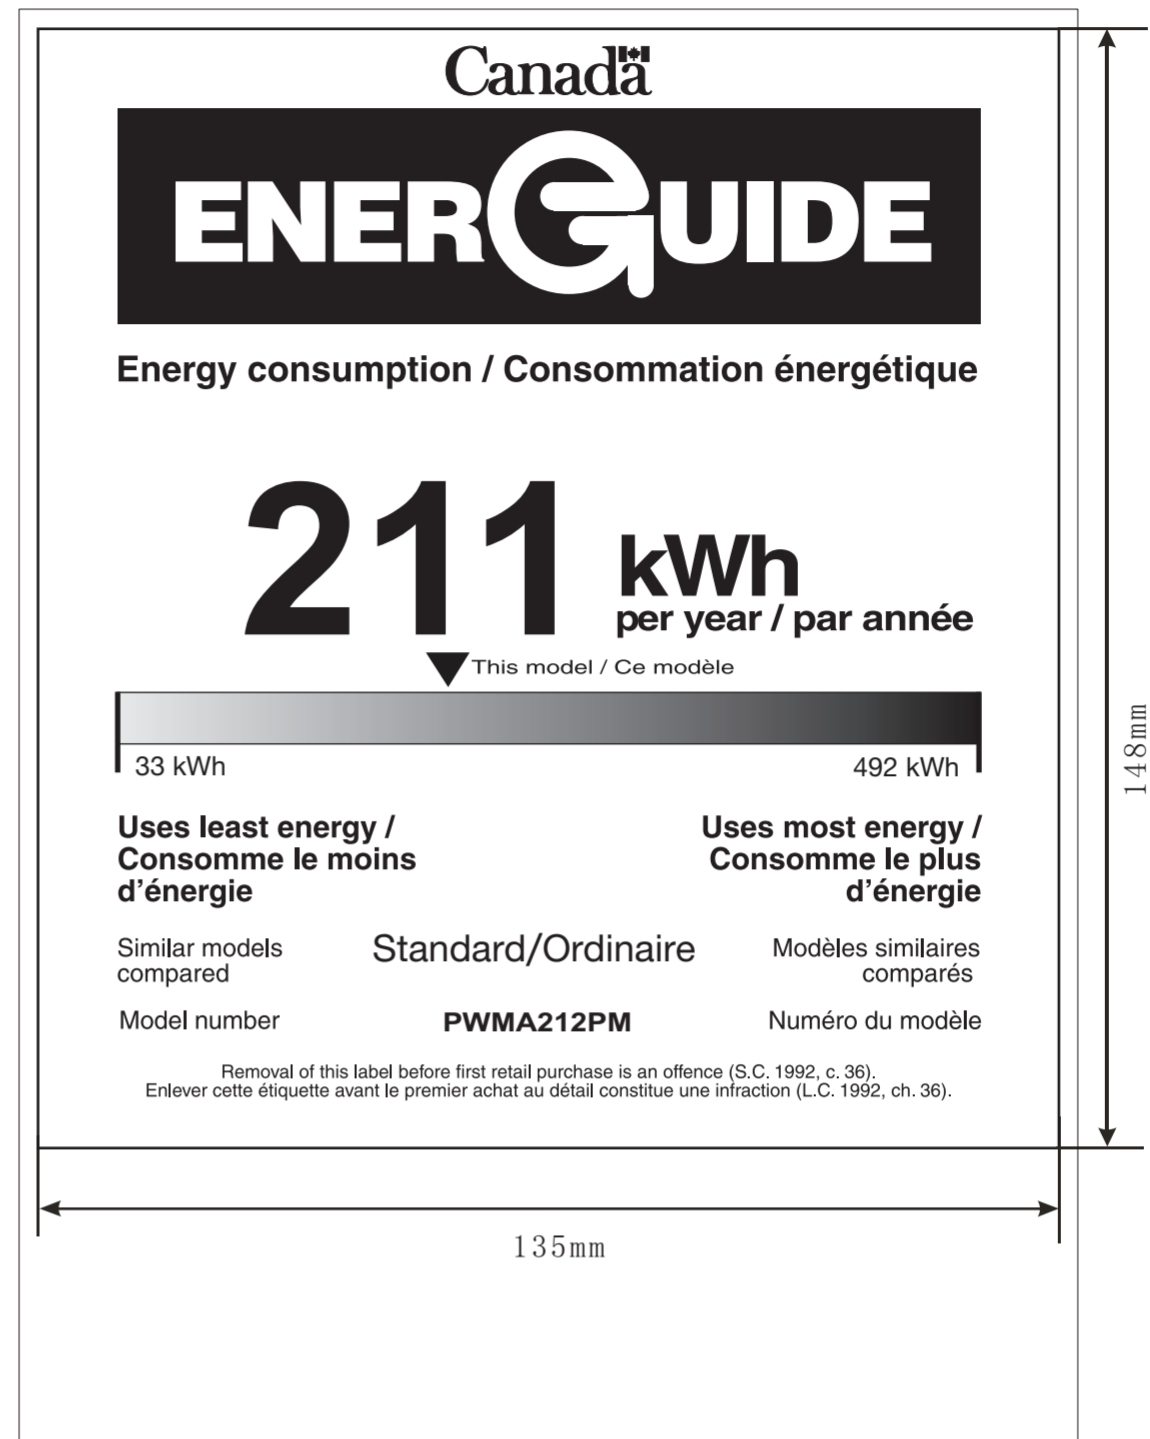 Canada
ENERGUIDE
Energy consumption / Consommation énergétique
211 kWh
per year / par année
This model / Ce modèle
33 kWh
492 kWh
Uses least energy /
Consomme le moins
d'énergie
Uses most energy /
Consomme le plus
d'énergie
Similar models
compared
Standard/Ordinaire
Modèles similaires
comparés
Model number
PWMA212PM
Numéro du modèle
Removal of this label before first retail purchase is an offence (S.C. 1992, c. 36).
Enlever cette étiquette avant le premier achat au détail constitue une infraction (L.C. 1992, ch. 36).
148mm
135mm